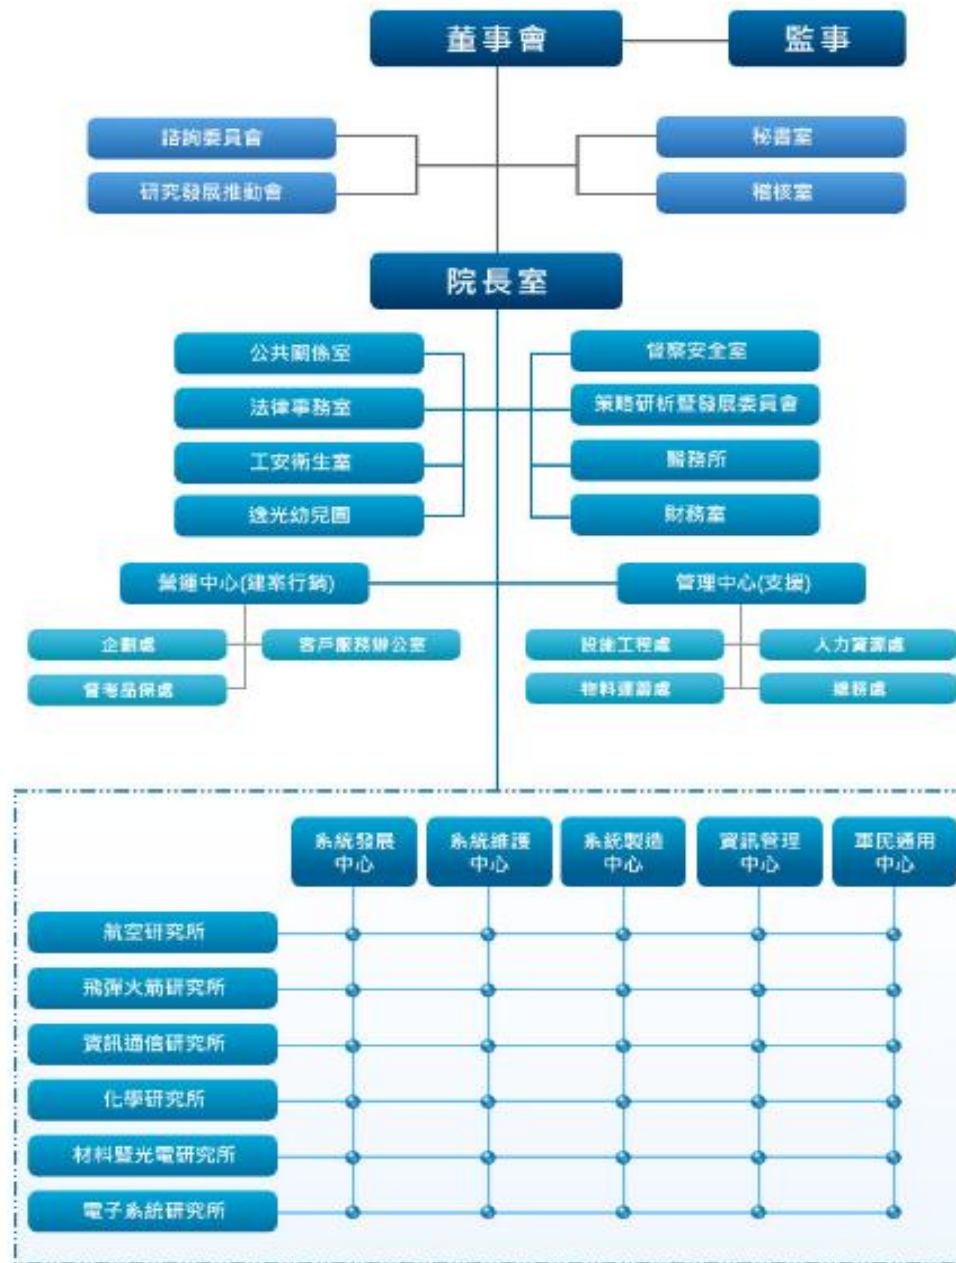 董事會
監事
諮詢委員會
秘書室
研究發展推動會
稽核室
院長室
公共關係室
督察安全室
法律事務室
策略研析暨發展委員會
工安衛生室
醫務所
逸光幼兒園
財務室
營運中心(建案行銷)
管理中心(支援)
企劃處
客戶服務辦公室
設施工程處
人力資源處
督考品保處
物料運籌處
總務處
系統發展
中心
系統維護
中心
系統製造
中心
資訊管理
中心
軍民通用
中心
航空研究所
飛彈火箭研究所
資訊通信研究所
化學研究所
材料暨光電研究所
電子系統研究所